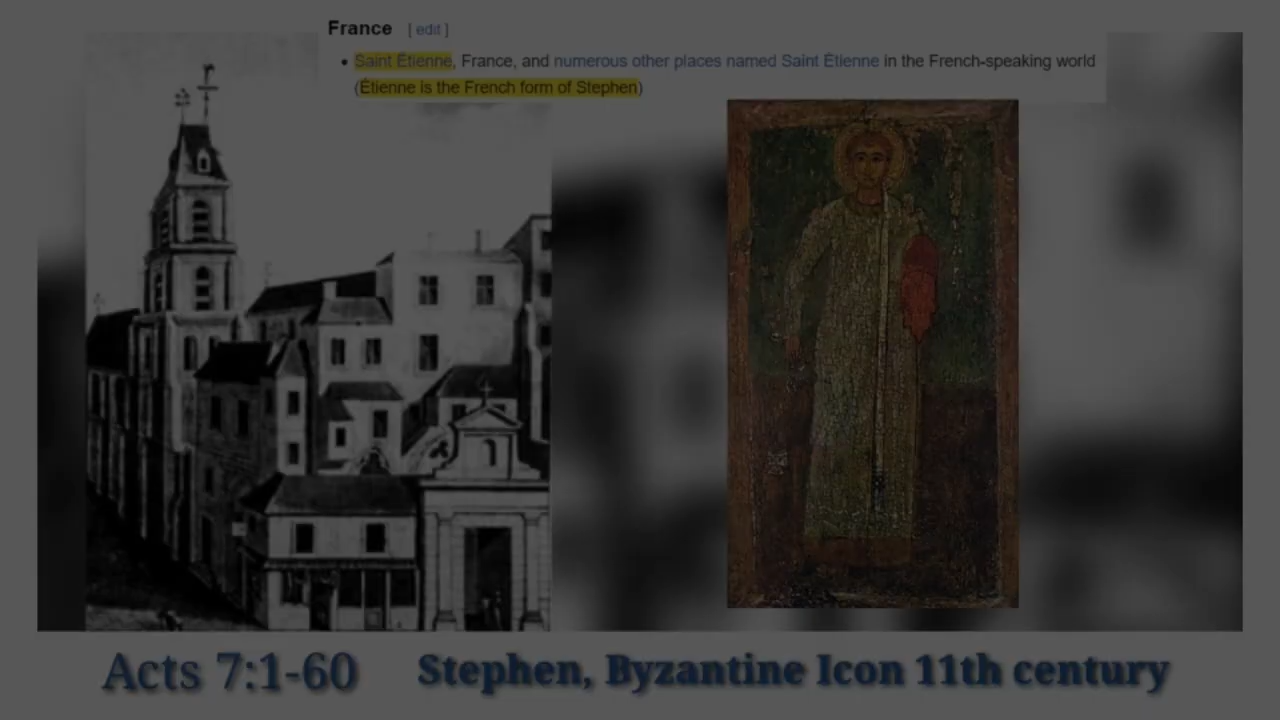 France [ edit ]
• Saint Étienne, France, and numerous other places named Saint Étienne in the French-speaking world
(Étienne is the French form of Stephen)
Acts 7:1-60 Stephen, Byzantine Icon 11th century